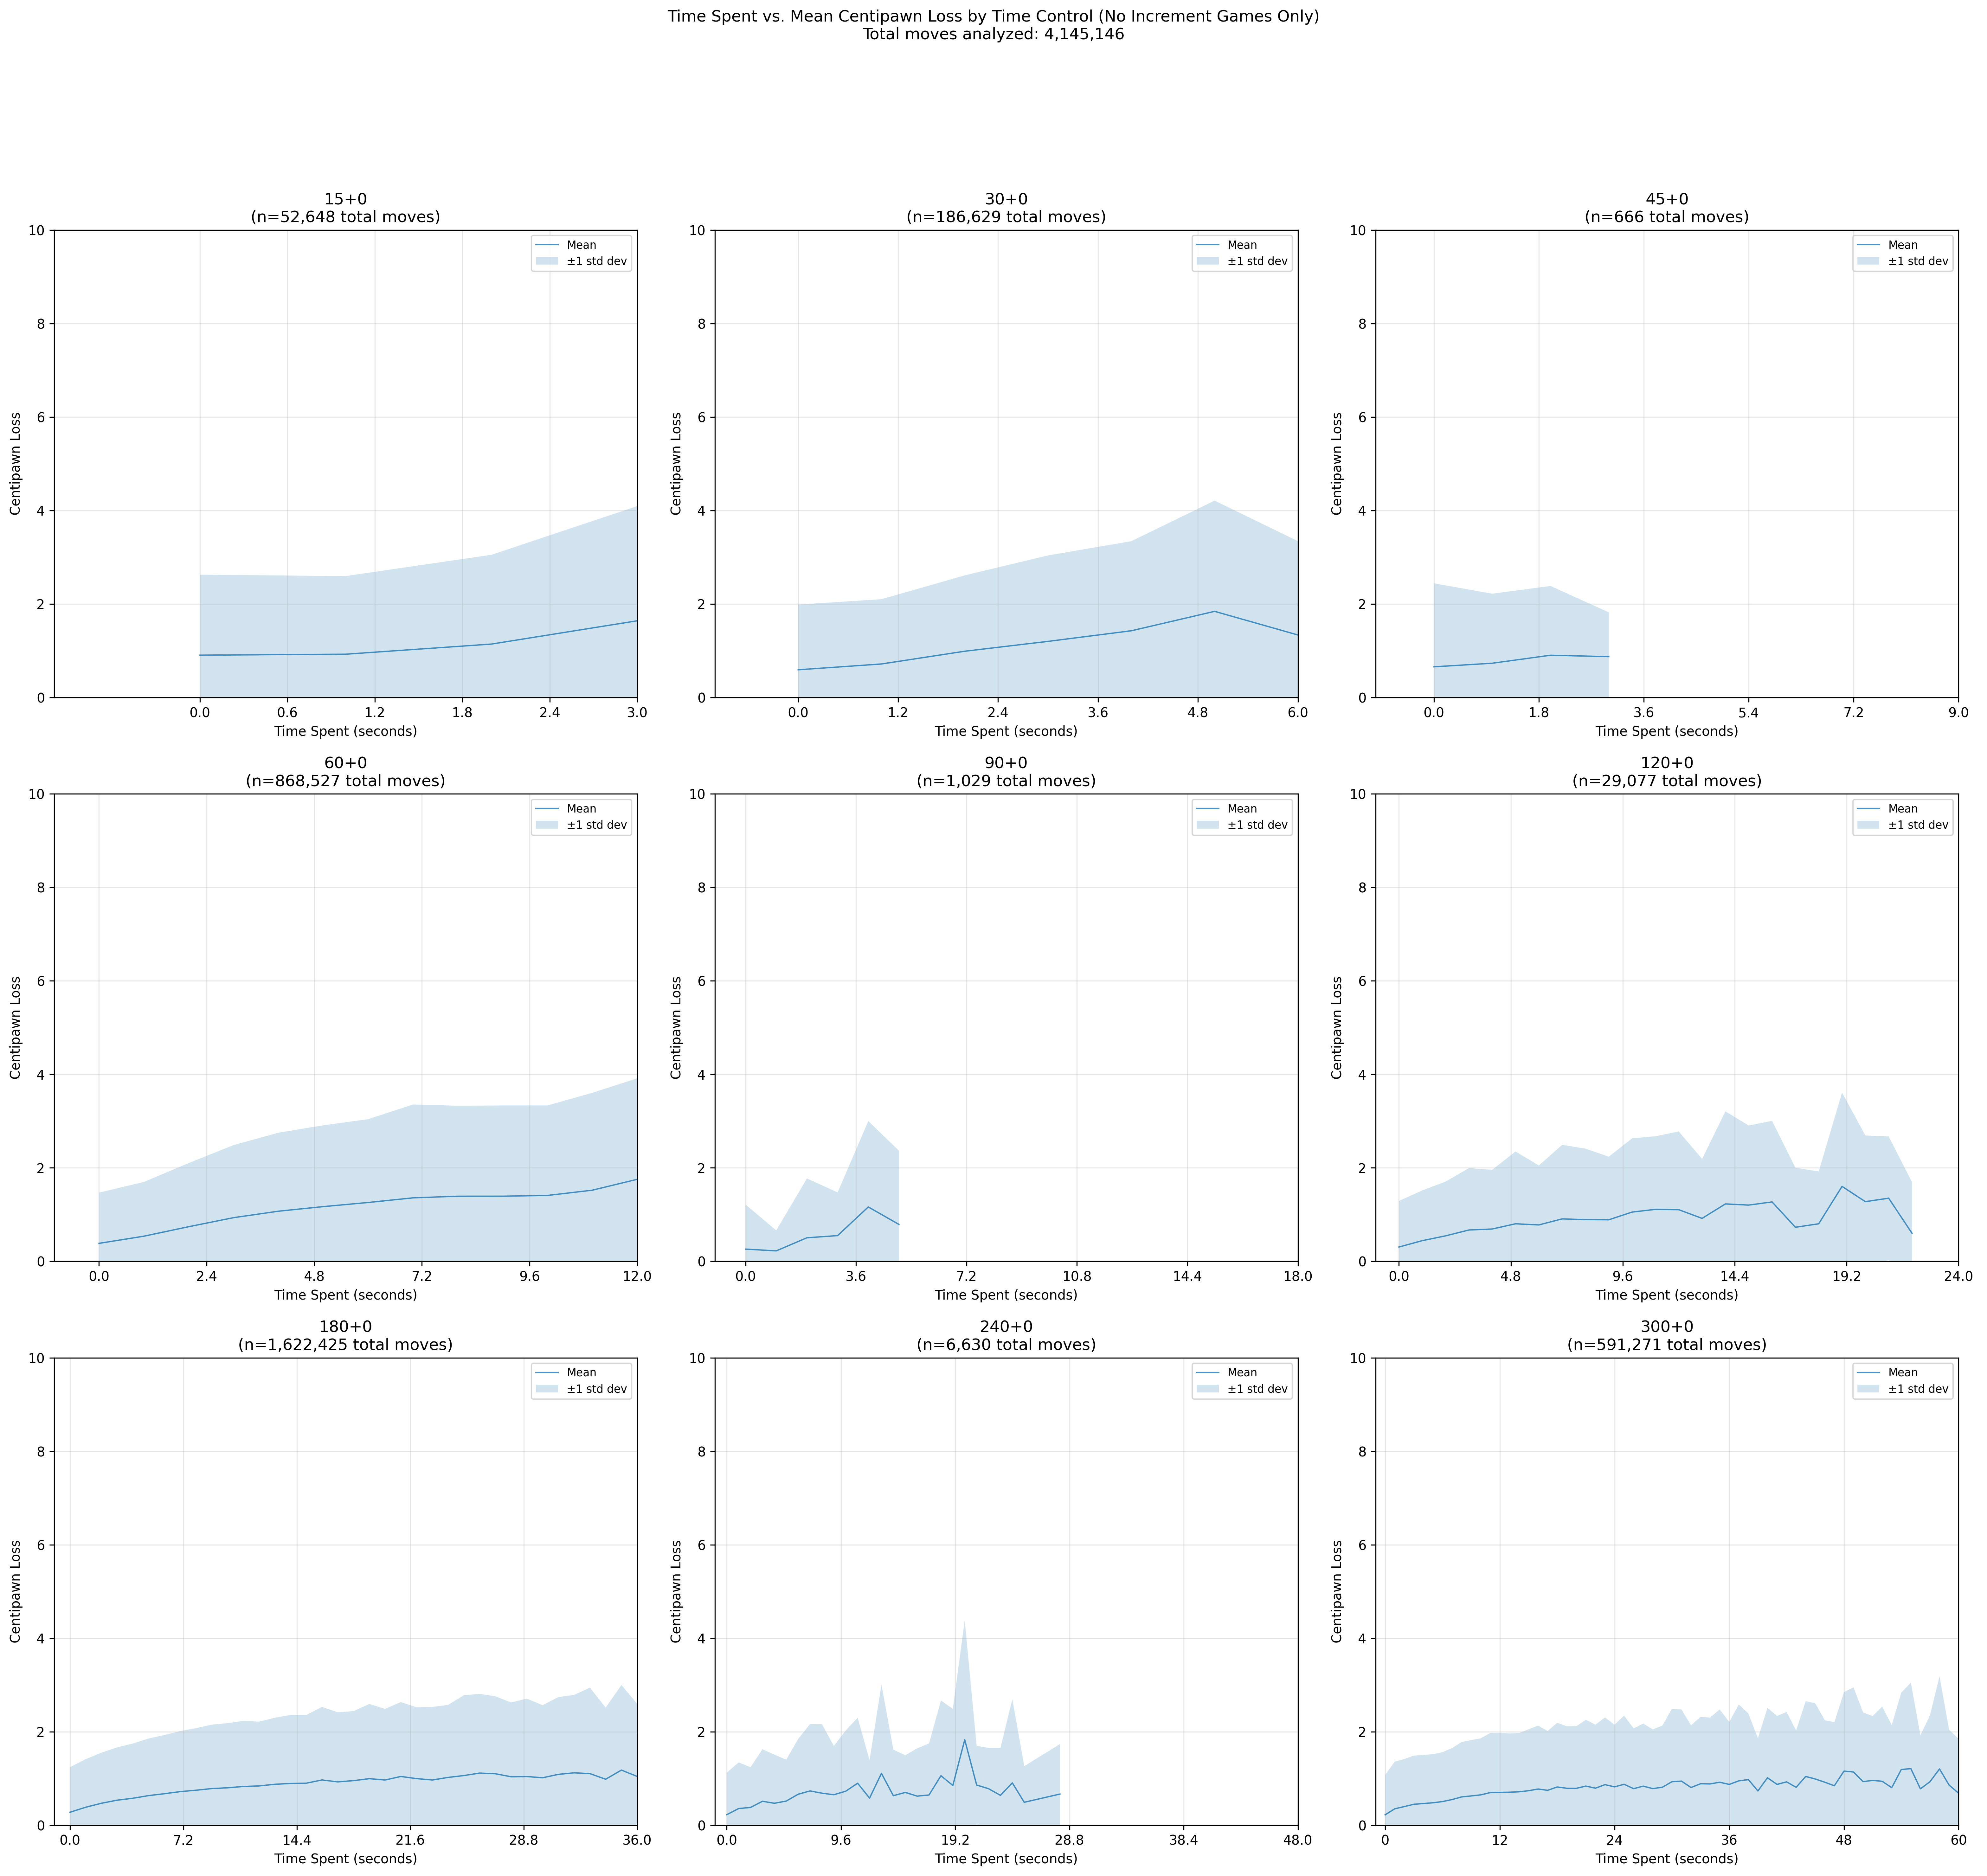 Time Spent vs. Mean Centipawn Loss by Time Control (No Increment Games Only)
Total moves analyzed: 4,145,146
15+0
(n=52,648 total moves)
10
8
6
4
2
0
Centipawn Loss
Mean
±1 std dev
0.0 0.6 1.2 1.8 2.4 3.0
Time Spent (seconds)
30+0
(n=186,629 total moves)
10
8
6
4
2
0
Centipawn Loss
Mean
±1 std dev
0.0 1.2 2.4 3.6 4.8 6.0
Time Spent (seconds)
45+0
(n=666 total moves)
10
8
6
4
2
0
Centipawn Loss
Mean
±1 std dev
0.0 1.8 3.6 5.4 7.2 9.0
Time Spent (seconds)
60+0
(n=868,527 total moves)
10
8
6
4
2
0
Centipawn Loss
Mean
±1 std dev
0.0 2.4 4.8 7.2 9.6 12.0
Time Spent (seconds)
90+0
(n=1,029 total moves)
10
8
6
4
2
0
Centipawn Loss
Mean
±1 std dev
0.0 3.6 7.2 10.8 14.4 18.0
Time Spent (seconds)
120+0
(n=29,077 total moves)
10
8
6
4
2
0
Centipawn Loss
Mean
±1 std dev
0.0 4.8 9.6 14.4 19.2 24.0
Time Spent (seconds)
180+0
(n=1,622,425 total moves)
10
8
6
4
2
0
Centipawn Loss
Mean
±1 std dev
0.0 7.2 14.4 21.6 28.8 36.0
Time Spent (seconds)
240+0
(n=6,630 total moves)
10
8
6
4
2
0
Centipawn Loss
Mean
±1 std dev
0.0 9.6 19.2 28.8 38.4 48.0
Time Spent (seconds)
300+0
(n=591,271 total moves)
10
8
6
4
2
0
Centipawn Loss
Mean
±1 std dev
0 12 24 36 48 60
Time Spent (seconds)